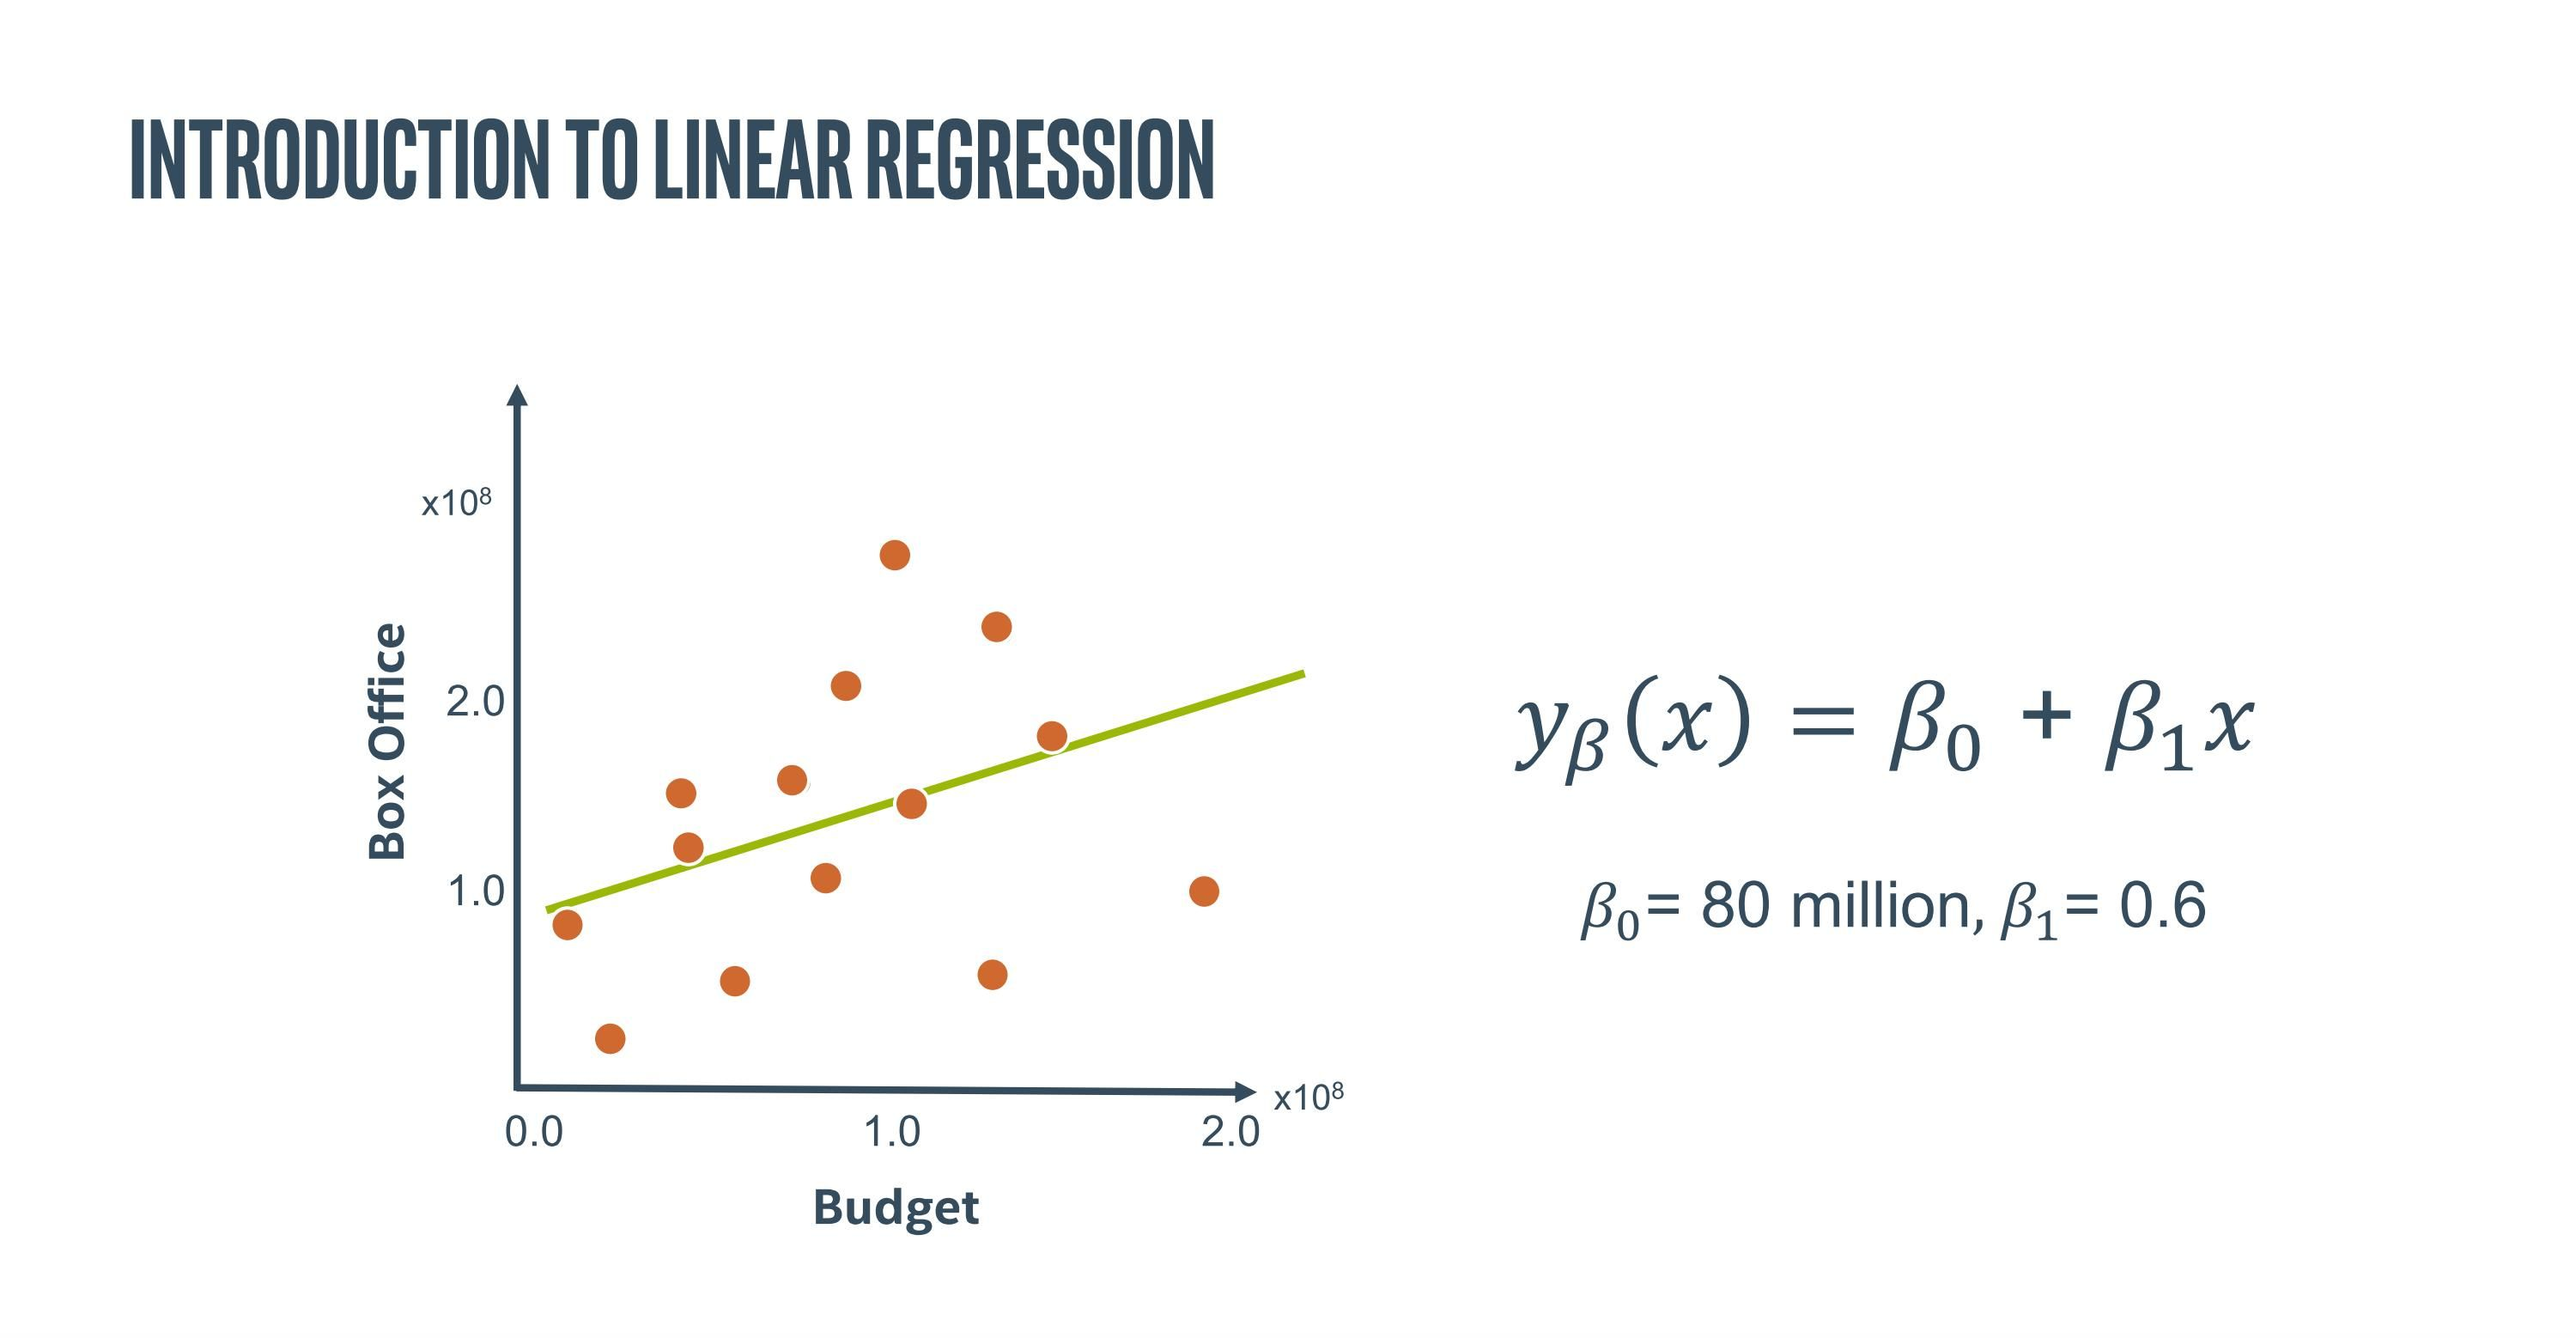 INTRODUCTION TO LINEAR REGRESSION
x10⁸
Box Office
2.0
1.0
0.0
1.0
2.0
x10⁸
Budget
y_β(x) = β₀ + β₁x
β₀= 80 million, β₁= 0.6